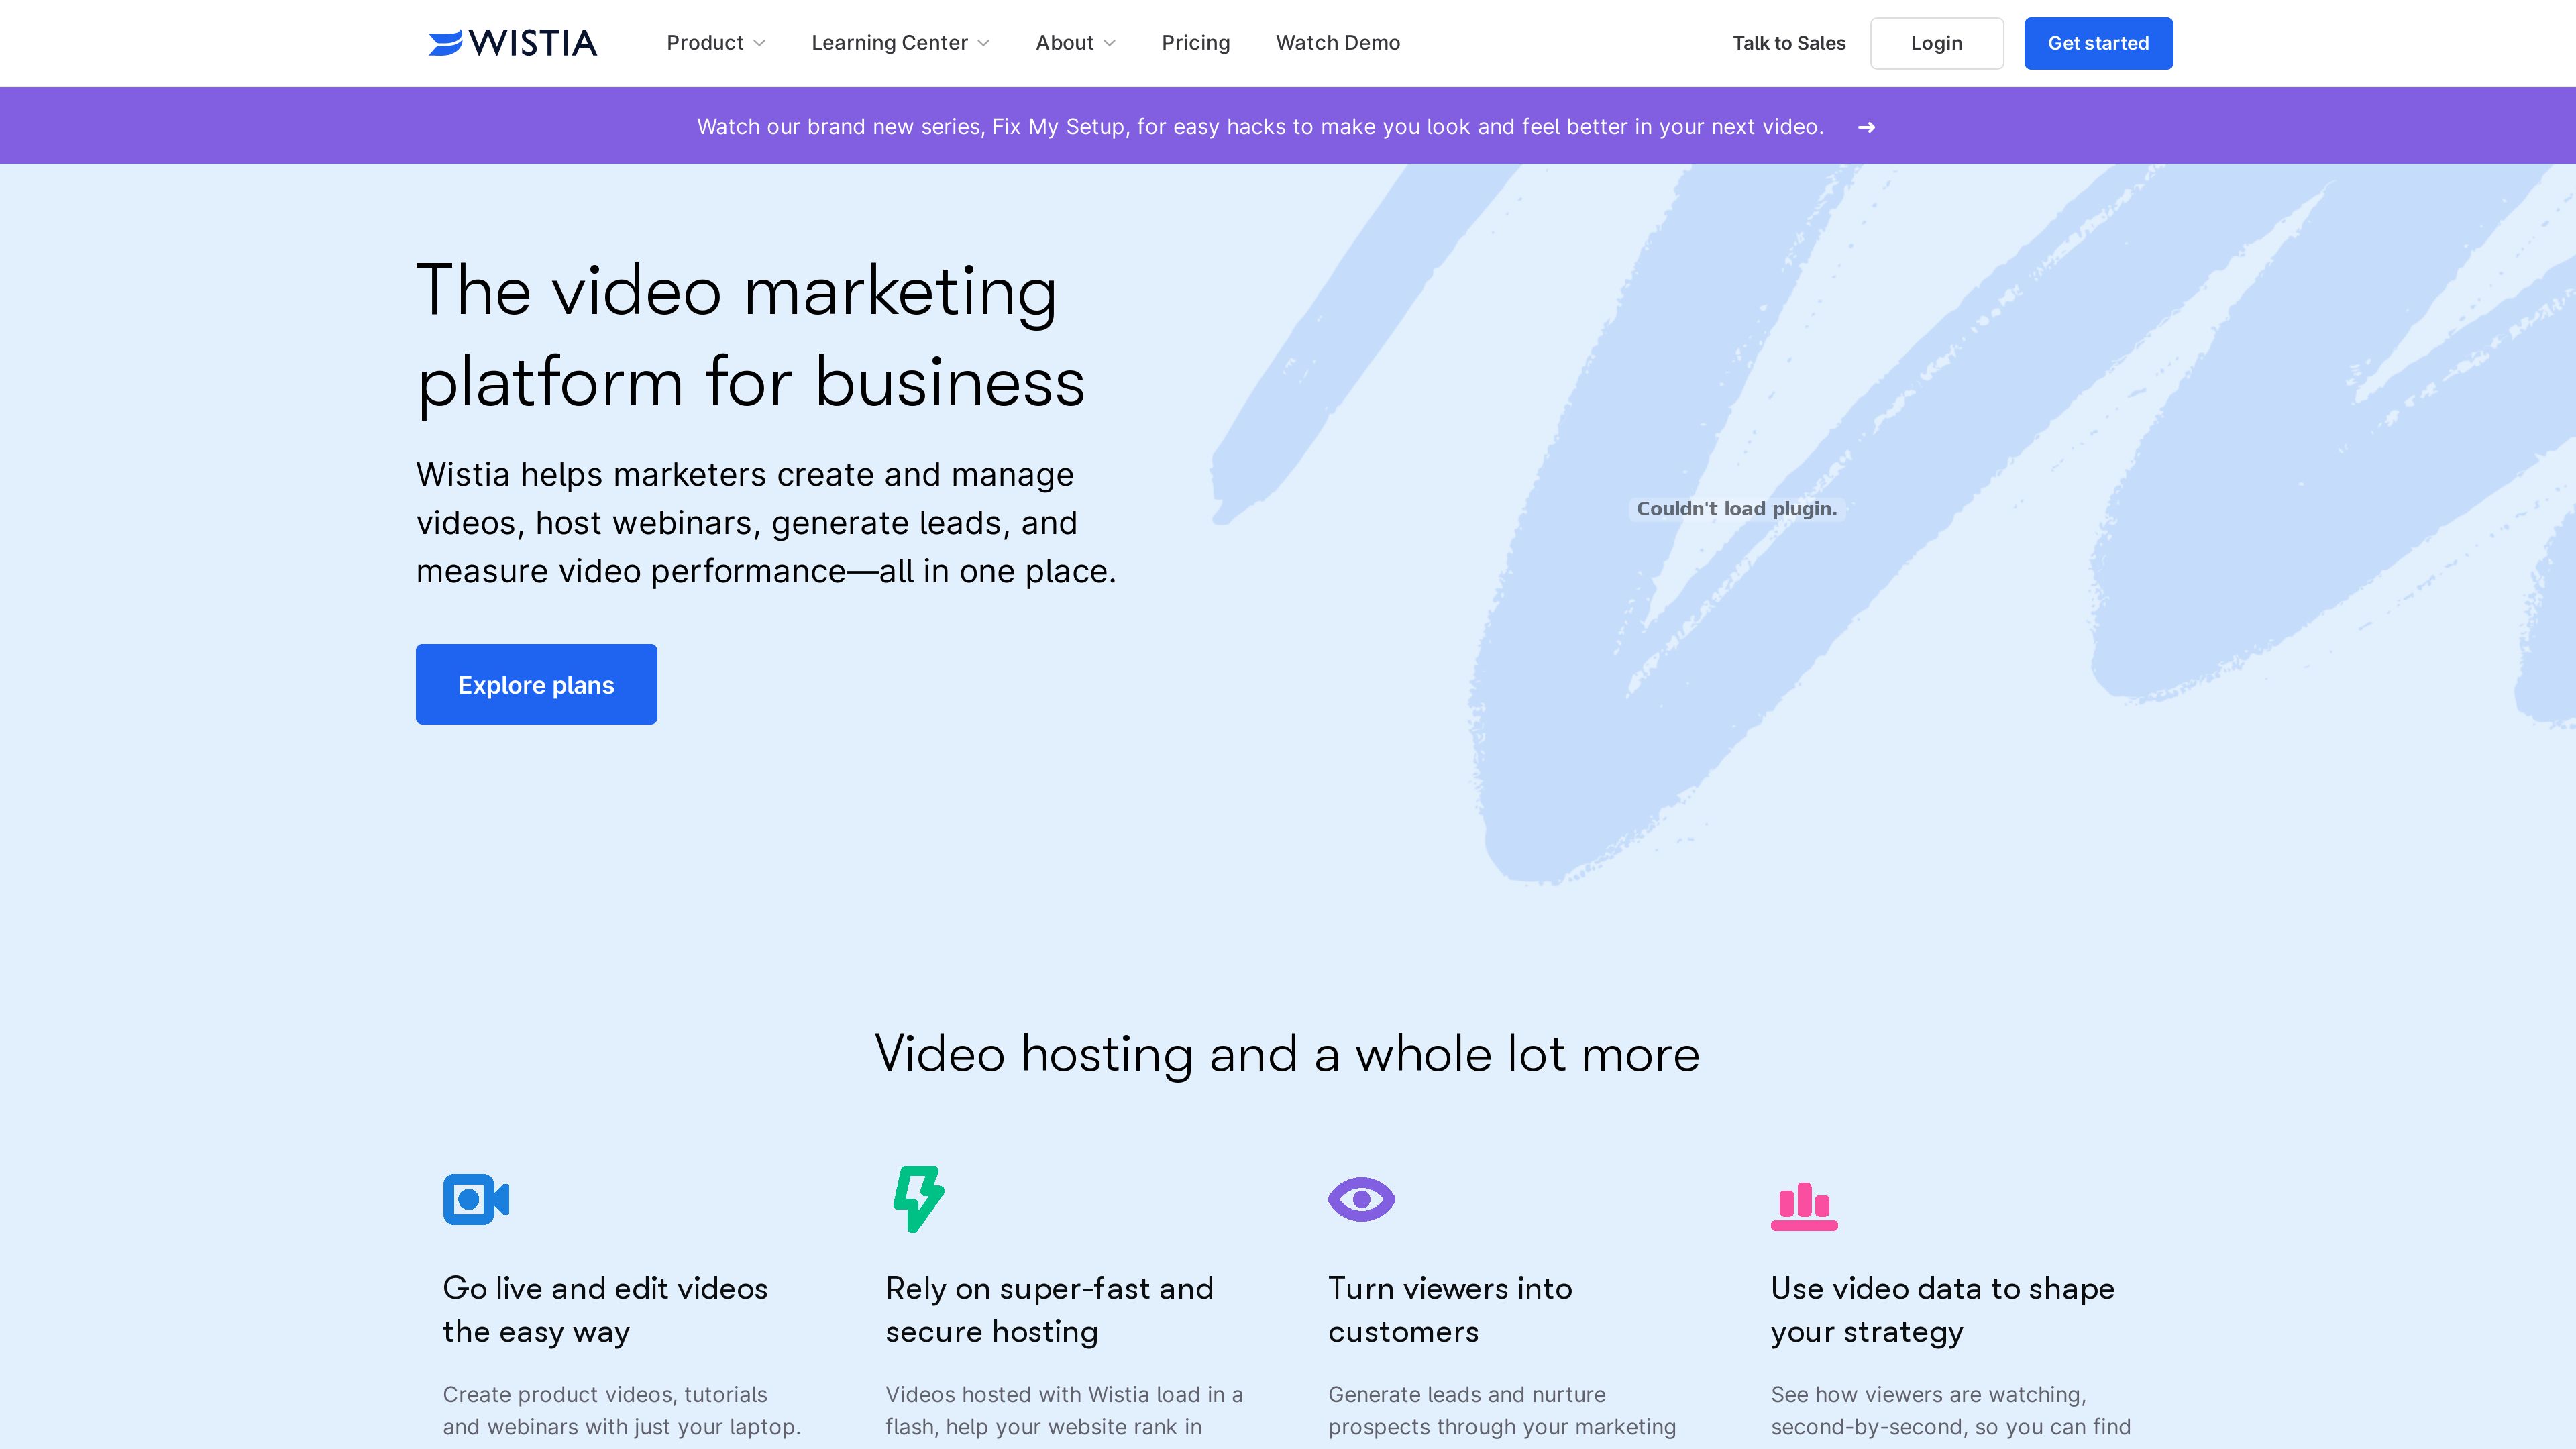 WISTIA
Product
Learning Center
About
Pricing
Watch Demo
Talk to Sales
Login
Get started
Watch our brand new series, Fix My Setup, for easy hacks to make you look and feel better in your next video. →
The video marketing
platform for business
Wistia helps marketers create and manage
videos, host webinars, generate leads, and
measure video performance—all in one place.
Explore plans
Couldn't load plugin.
Video hosting and a whole lot more
Go live and edit videos
the easy way
Create product videos, tutorials
and webinars with just your laptop.
Rely on super-fast and
secure hosting
Videos hosted with Wistia load in a
flash, help your website rank in
Turn viewers into
customers
Generate leads and nurture
prospects through your marketing
Use video data to shape
your strategy
See how viewers are watching,
second-by-second, so you can find